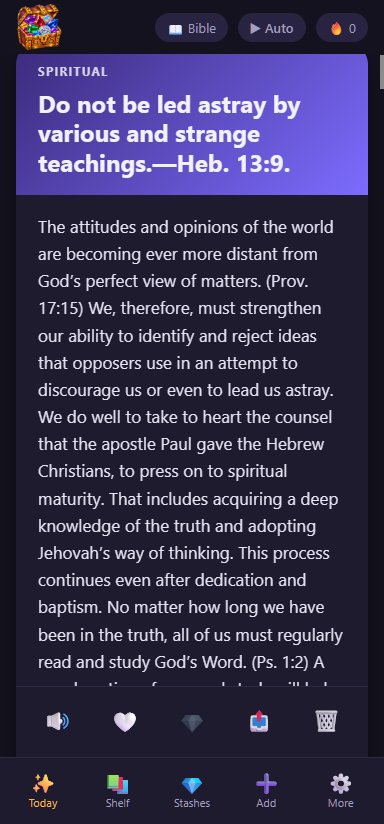 Bible
Auto
0
SPIRITUAL
Do not be led astray by
various and strange
teachings.—Heb. 13:9.
The attitudes and opinions of the world
are becoming ever more distant from
God’s perfect view of matters. (Prov.
17:15) We, therefore, must strengthen
our ability to identify and reject ideas
that opposers use in an attempt to
discourage us or even to lead us astray.
We do well to take to heart the counsel
that the apostle Paul gave the Hebrew
Christians, to press on to spiritual
maturity. That includes acquiring a deep
knowledge of the truth and adopting
Jehovah’s way of thinking. This process
continues even after dedication and
baptism. No matter how long we have
been in the truth, all of us must regularly
read and study God’s Word. (Ps. 1:2) A
Today
Shelf
Stashes
Add
More